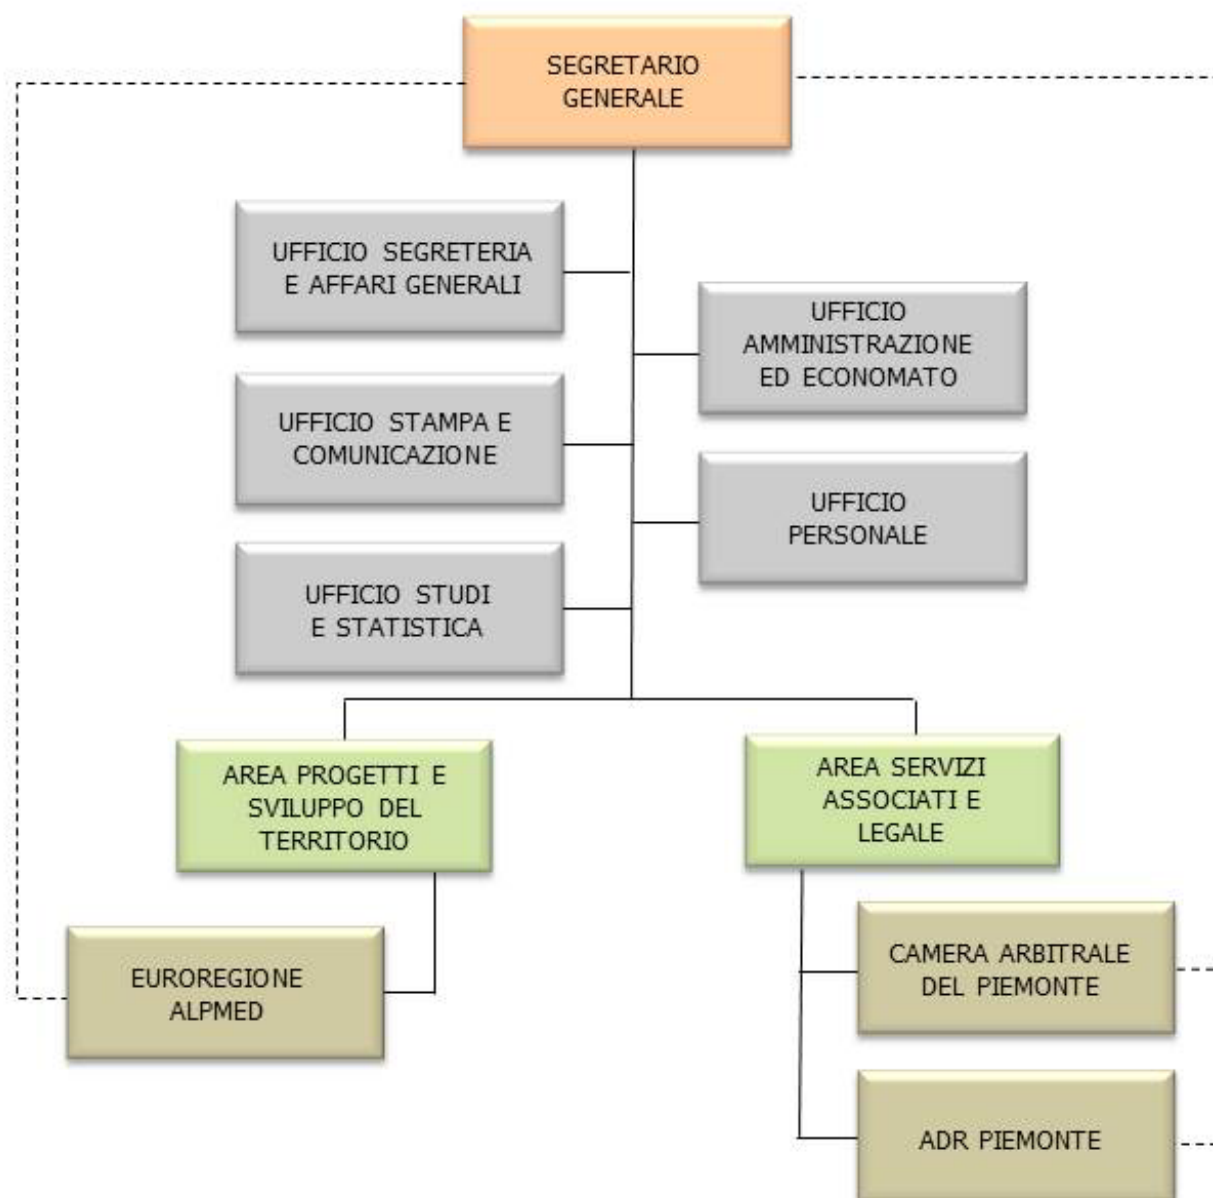 SEGRETARIO
GENERALE
UFFICIO SEGRETERIA
E AFFARI GENERALI
UFFICIO
AMMINISTRAZIONE
ED ECONOMATO
UFFICIO STAMPA E
COMUNICAZIONE
UFFICIO
PERSONALE
UFFICIO STUDI
E STATISTICA
AREA PROGETTI E
SVILUPPO DEL
TERRITORIO
AREA SERVIZI
ASSOCIATI E
LEGALE
EUROREGIONE
ALPMED
CAMERA ARBITRALE
DEL PIEMONTE
ADR PIEMONTE